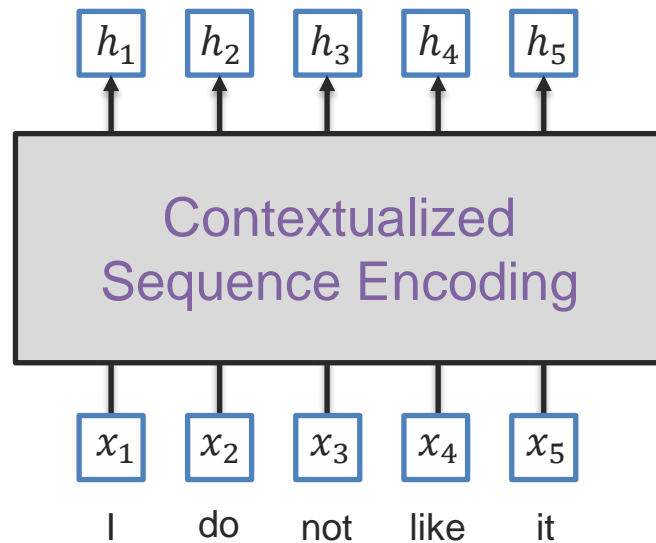 h₁ h₂ h₃ h₄ h₅
Contextualized
Sequence Encoding
x₁ x₂ x₃ x₄ x₅
I do not like it